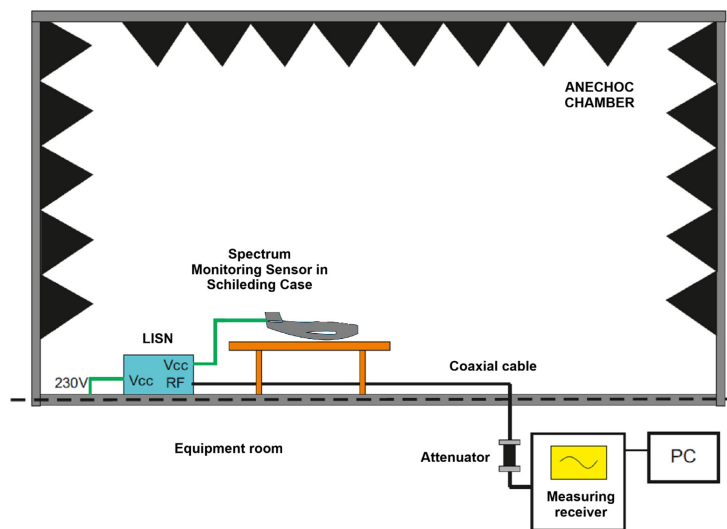 ANECHOC
CHAMBER
Spectrum
Monitoring Sensor in
Schileding Case
LISN
Vcc
230V
Vcc
RF
Coaxial cable
Equipment room
Attenuator
PC
Measuring
receiver